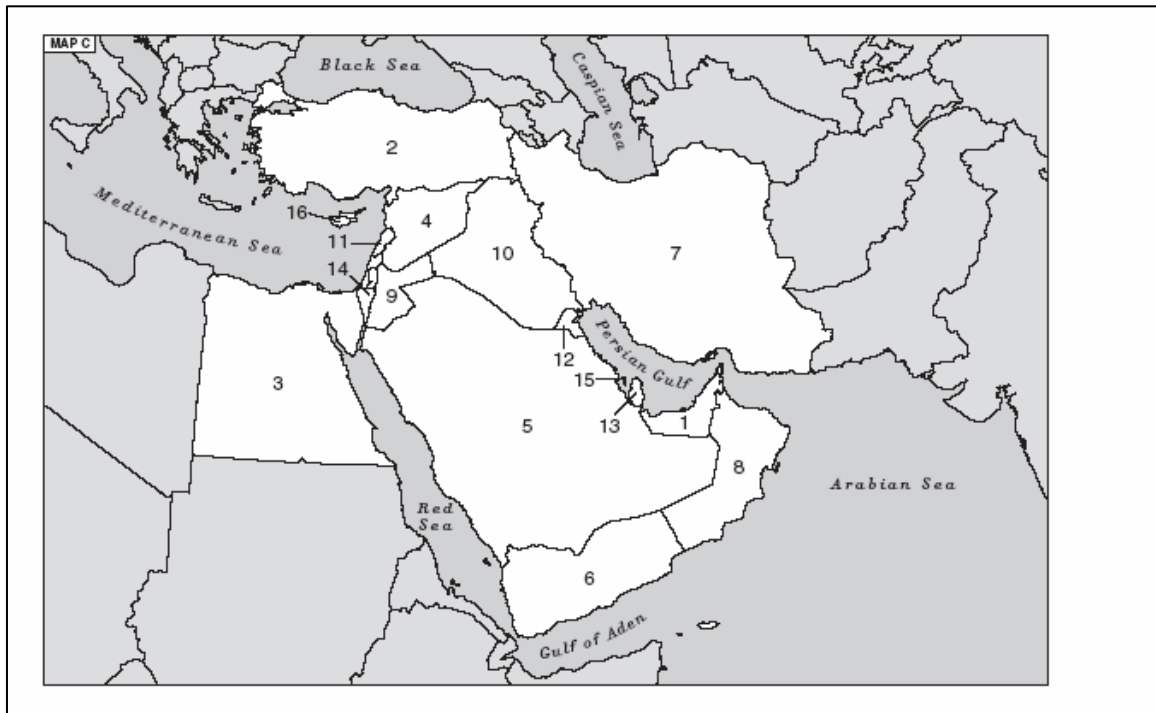 MAP C
Black Sea
Caspian Sea
2
Mediterranean Sea
16
4
11
10
7
14
9
Persian Gulf
12
15
3
13
1
5
8
Arabian Sea
Red
Sea
6
Gulf of Aden